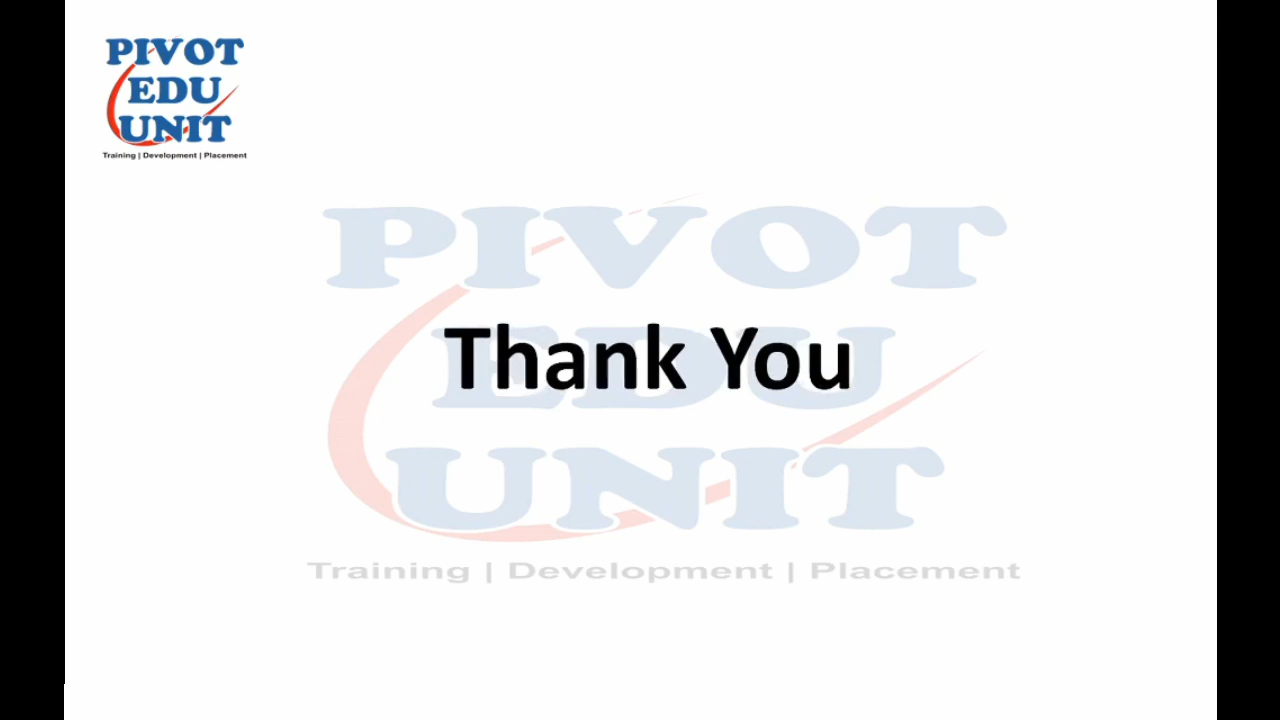 PIVOT
EDU
UNIT
Training | Development | Placement
PIVOT
EDU
Thank You
UNIT
Training | Development | Placement